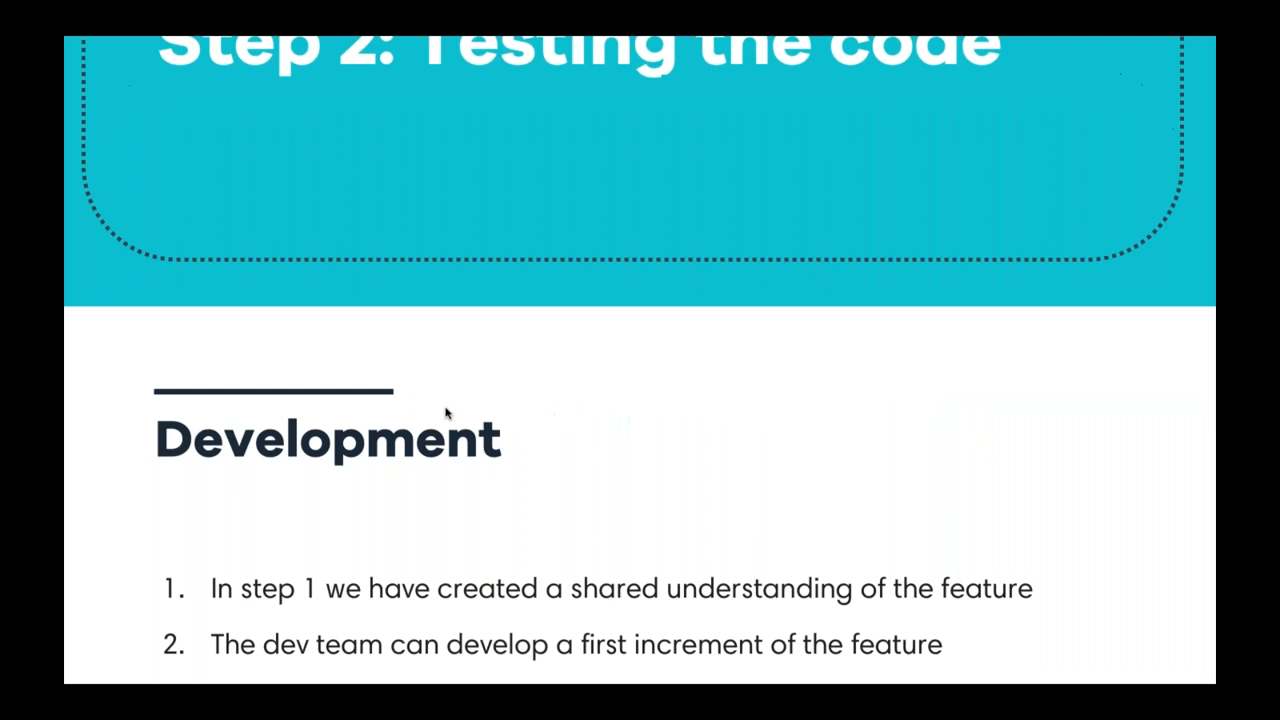 Step 2: Testing the code
Development
1. In step 1 we have created a shared understanding of the feature
2. The dev team can develop a first increment of the feature